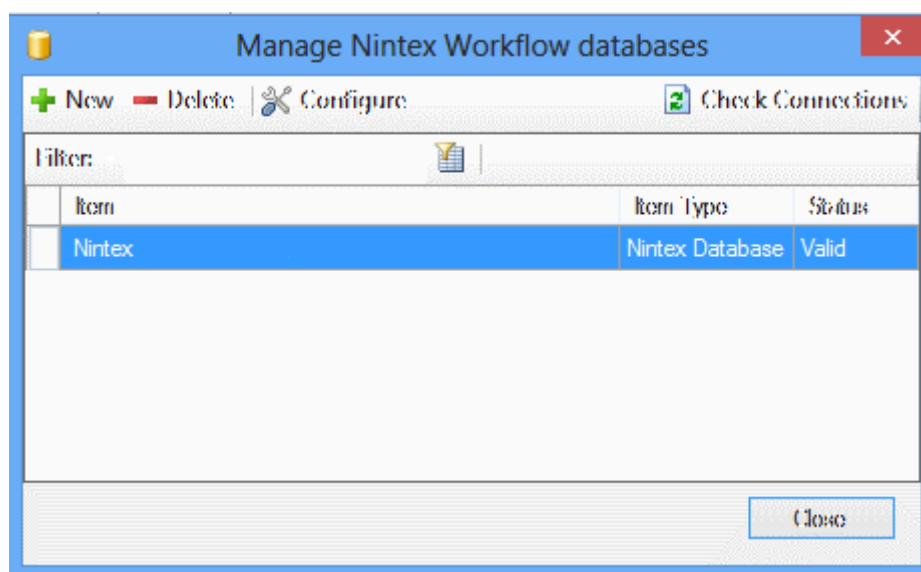 Manage Nintex Workflow databases
New Delete Configure Check Connections
Filter:
Item Item Type Status
Nintex Nintex Database Valid
Close